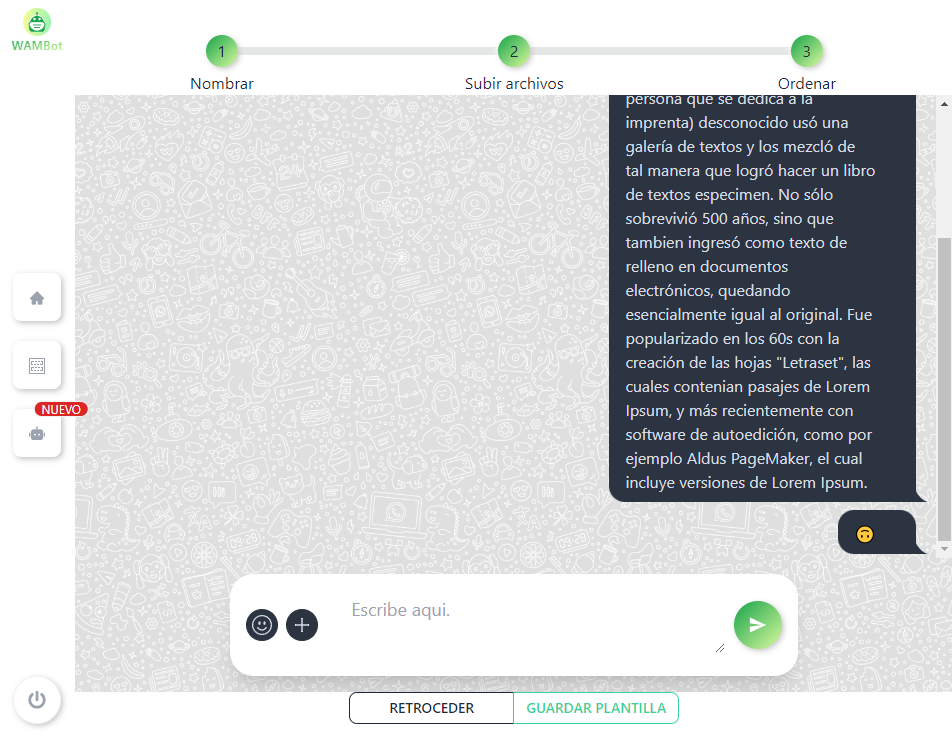 WAMBot
1
2
3
Nombrar
Subir archivos
Ordenar
persona que se dedica a la
imprenta) desconocido usó una
galería de textos y los mezcló de
tal manera que logró hacer un libro
de textos especimen. No sólo
sobrevivió 500 años, sino que
tambien ingresó como texto de
relleno en documentos
electrónicos, quedando
esencialmente igual al original. Fue
popularizado en los 60s con la
creación de las hojas "Letraset", las
cuales contenian pasajes de Lorem
Ipsum, y más recientemente con
software de autoedición, como por
ejemplo Aldus PageMaker, el cual
incluye versiones de Lorem Ipsum.
🙃
NUEVO
Escribe aqui.
RETROCEDER
GUARDAR PLANTILLA